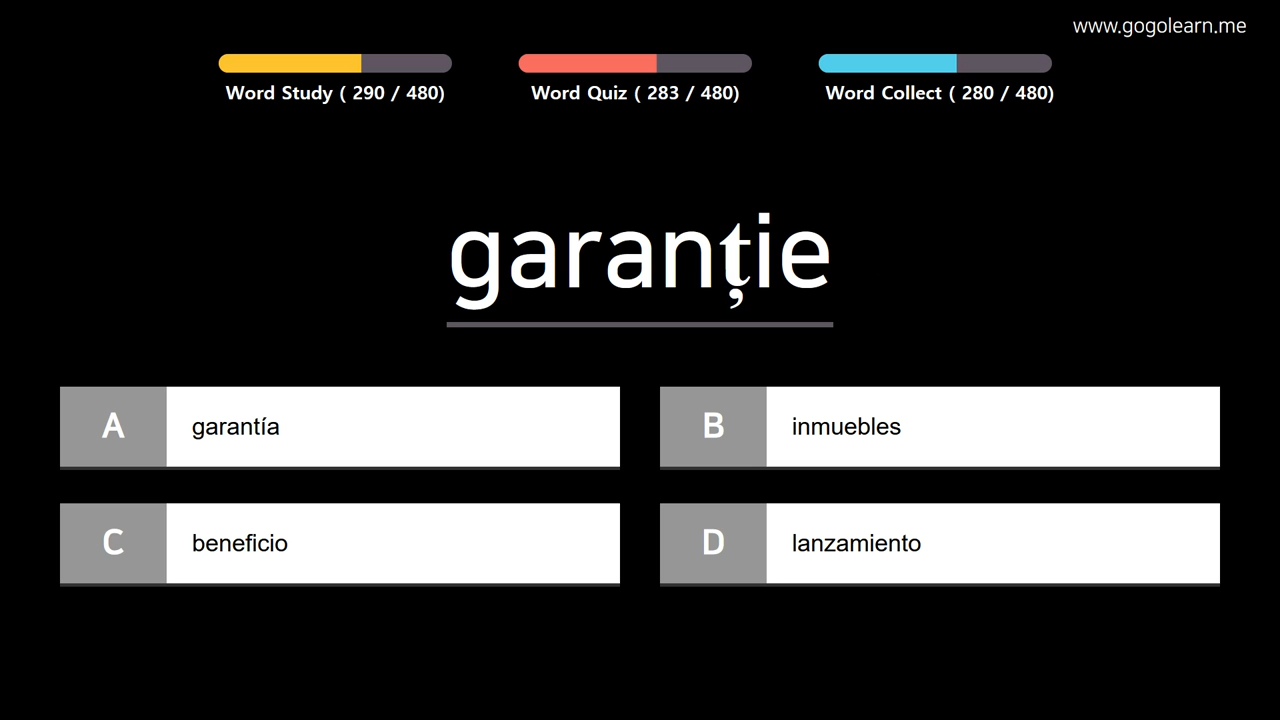 www.gogolearn.me
Word Study ( 290 / 480)
Word Quiz ( 283 / 480)
Word Collect ( 280 / 480)
garanție
A garantía
B inmuebles
C beneficio
D lanzamiento